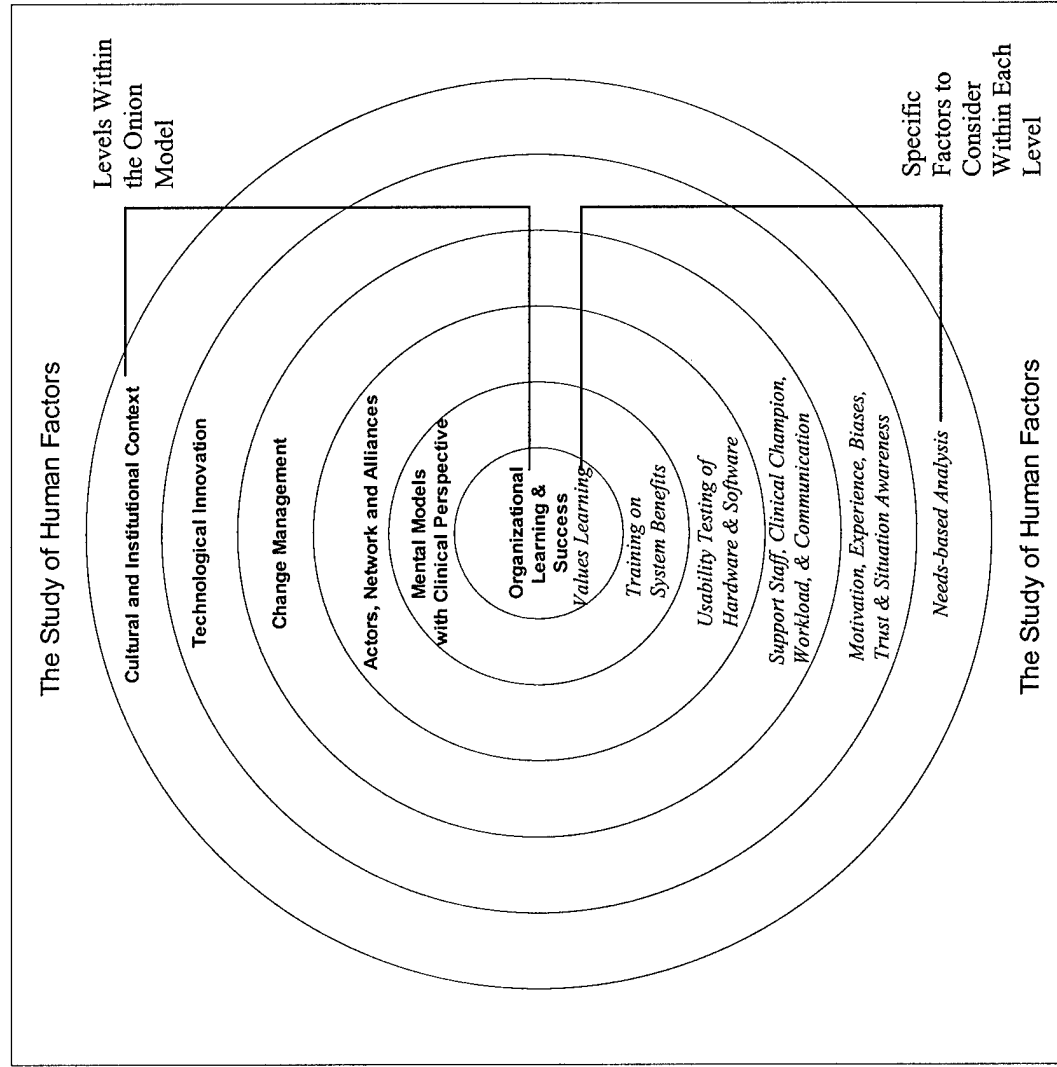 The Study of Human Factors
Levels Within
the Onion
Model
Cultural and Institutional Context
Technological Innovation
Change Management
Actors, Network and Alliances
Mental Models
with Clinical Perspective
Organizational
Learning &
Success
Values Learning
Training on
System Benefits
Usability Testing of
Hardware & Software
Support Staff, Clinical Champion,
Workload, & Communication
Motivation, Experience, Biases,
Trust & Situation Awareness
Needs-based Analysis
Specific
Factors to
Consider
Within Each
Level
The Study of Human Factors